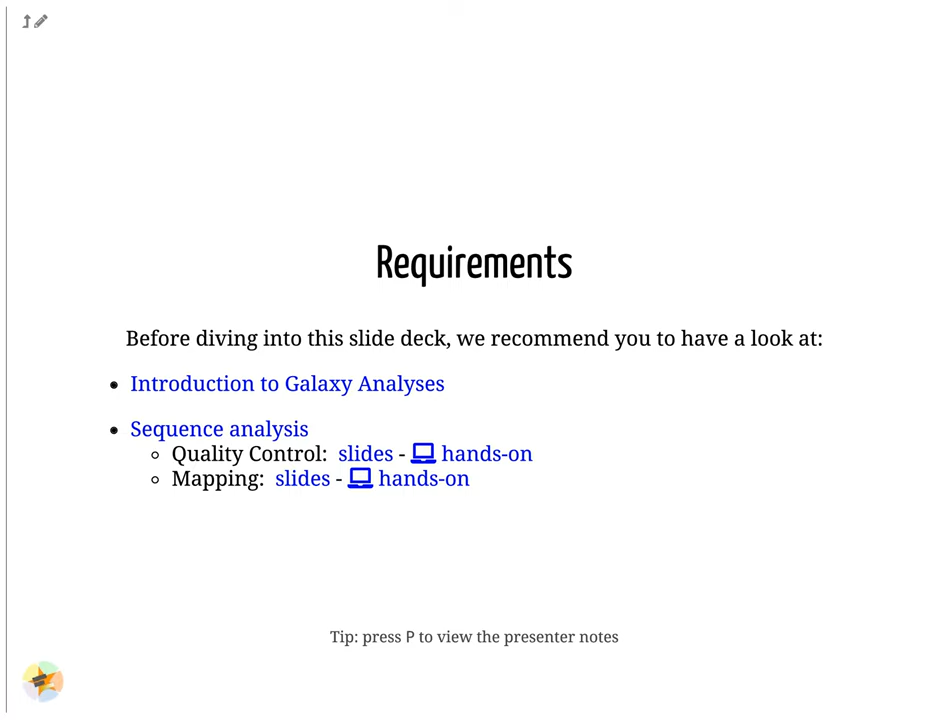 Requirements
Before diving into this slide deck, we recommend you to have a look at:
Introduction to Galaxy Analyses
Sequence analysis
Quality Control: slides - hands-on
Mapping: slides - hands-on
Tip: press P to view the presenter notes